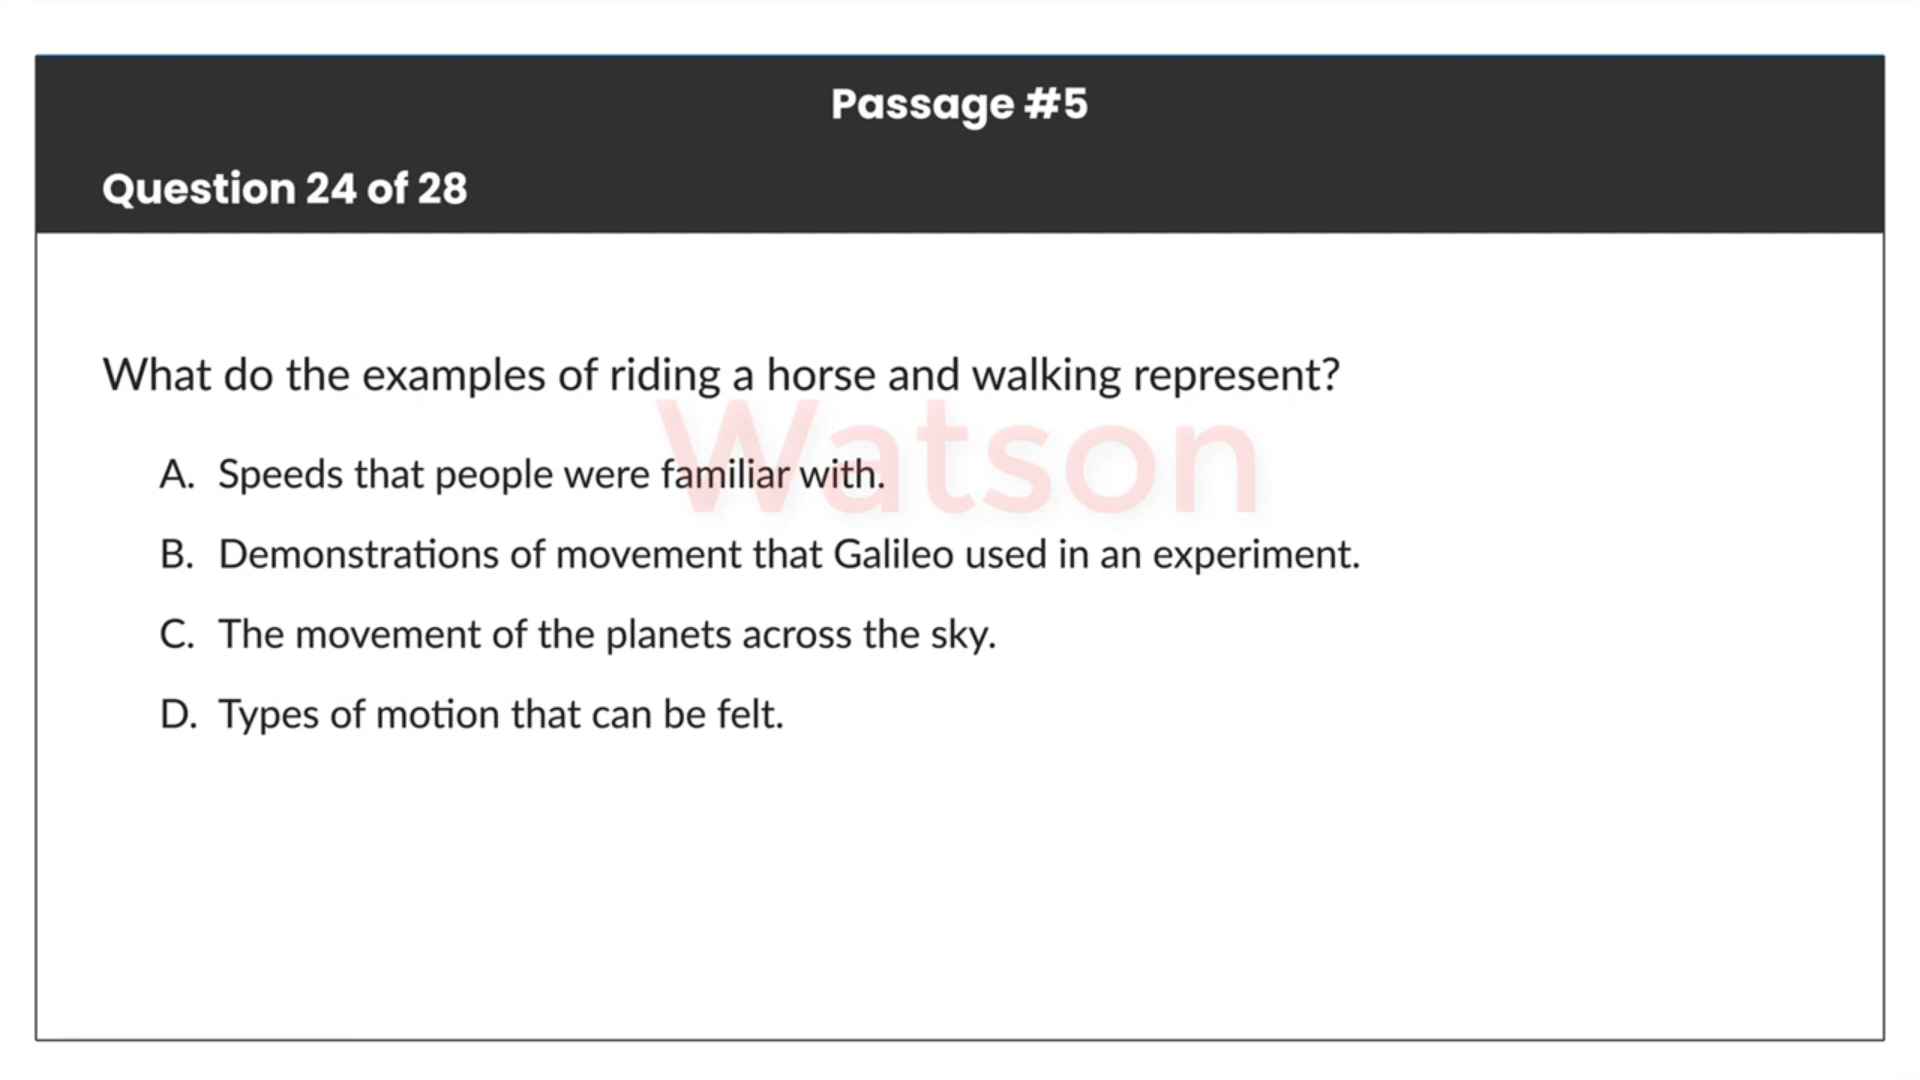 Passage #5
Question 24 of 28
What do the examples of riding a horse and walking represent?
Watson
A. Speeds that people were familiar with.
B. Demonstrations of movement that Galileo used in an experiment.
C. The movement of the planets across the sky.
D. Types of motion that can be felt.